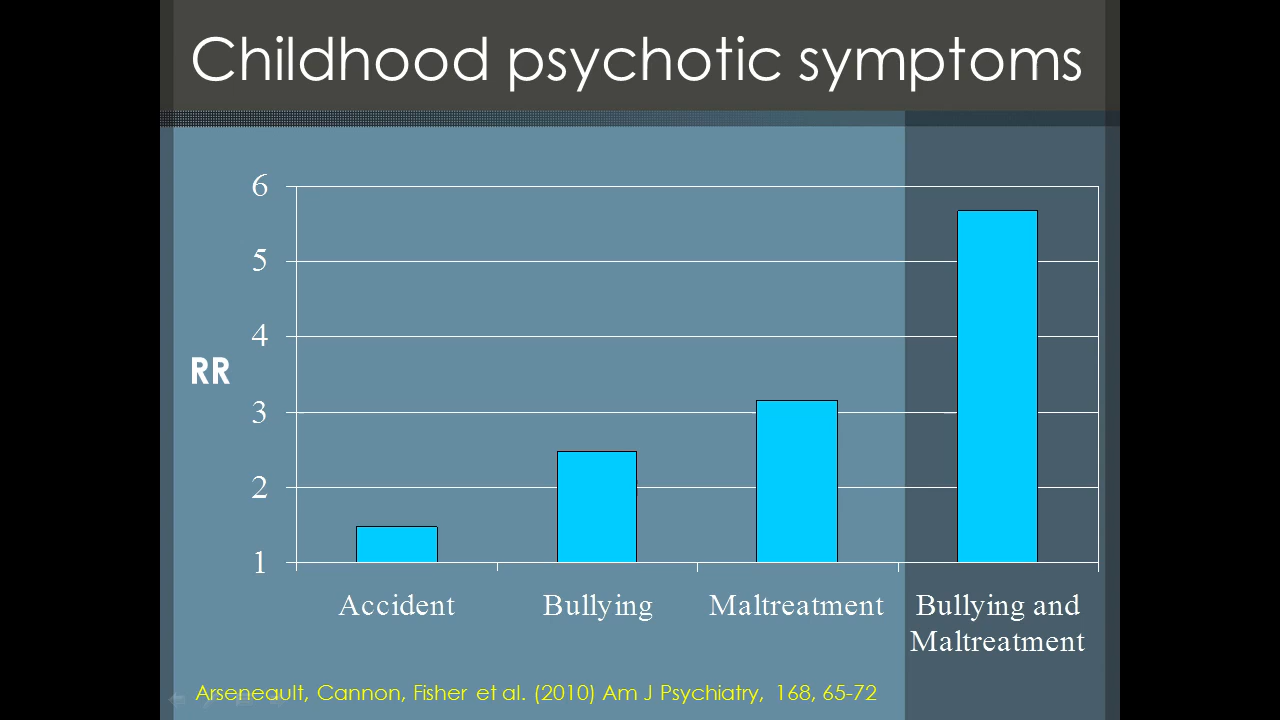 Childhood psychotic symptoms
6
5
4
RR
3
2
1
Accident
Bullying
Maltreatment
Bullying and
Maltreatment
Arseneault, Cannon, Fisher et al. (2010) Am J Psychiatry, 168, 65-72